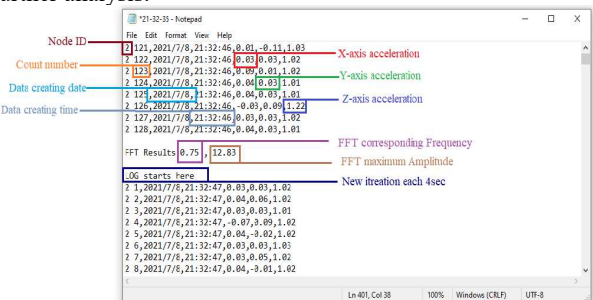 *21-32-35 - Notepad
File Edit Format View Help
2 121,2021/7/8,21:32:46,0.01,-0.11,1.03
2 122,2021/7/8,21:32:46,0.03,0.03,1.02
2 123,2021/7/8,21:32:46,0.09,0.01,1.02
2 124,2021/7/8,21:32:46,0.04,0.03,1.01
2 125,2021/7/8,21:32:46,0.04,0.03,1.01
2 126,2021/7/8,21:32:46,-0.03,0.09,1.22
2 127,2021/7/8,21:32:46,0.03,0.03,1.02
2 128,2021/7/8,21:32:46,0.04,0.03,1.01
FFT Results 0.75 , 12.83
LOG starts here
2 1,2021/7/8,21:32:47,0.03,0.03,1.02
2 2,2021/7/8,21:32:47,0.04,0.06,1.02
2 3,2021/7/8,21:32:47,0.03,0.03,1.01
2 4,2021/7/8,21:32:47,-0.07,0.09,1.02
2 5,2021/7/8,21:32:47,0.04,-0.02,1.02
2 6,2021/7/8,21:32:47,0.03,0.03,1.03
2 7,2021/7/8,21:32:47,0.03,0.05,1.02
2 8,2021/7/8,21:32:47,0.04,-0.01,1.02
Ln 401, Col 38 100% Windows (CRLF) UTF-8
Node ID
Count number
Data creating date
Data creating time
X-axis acceleration
Y-axis acceleration
Z-axis acceleration
FFT corresponding Frequency
FFT maximum Amplitude
New itreation each 4sec